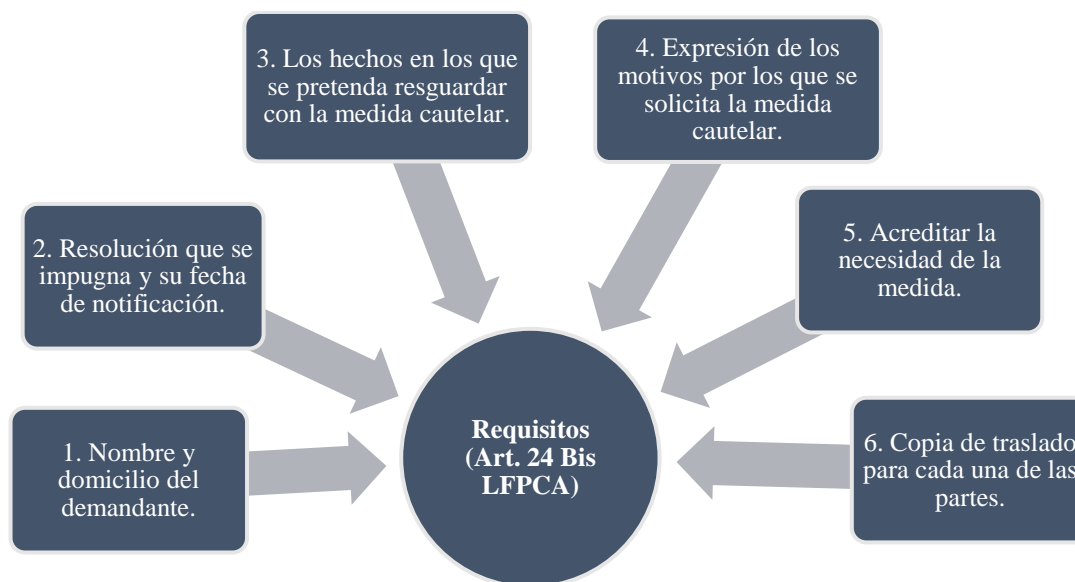 3. Los hechos en los que
se pretenda resguardar
con la medida cautelar.
4. Expresión de los
motivos por los que se
solicita la medida
cautelar.
2. Resolución que se
impugna y su fecha
de notificación.
5. Acreditar la
necesidad de la
medida.
1. Nombre y
domicilio del
demandante.
Requisitos
(Art. 24 Bis
LFPCA)
6. Copia de traslado
para cada una de las
partes.